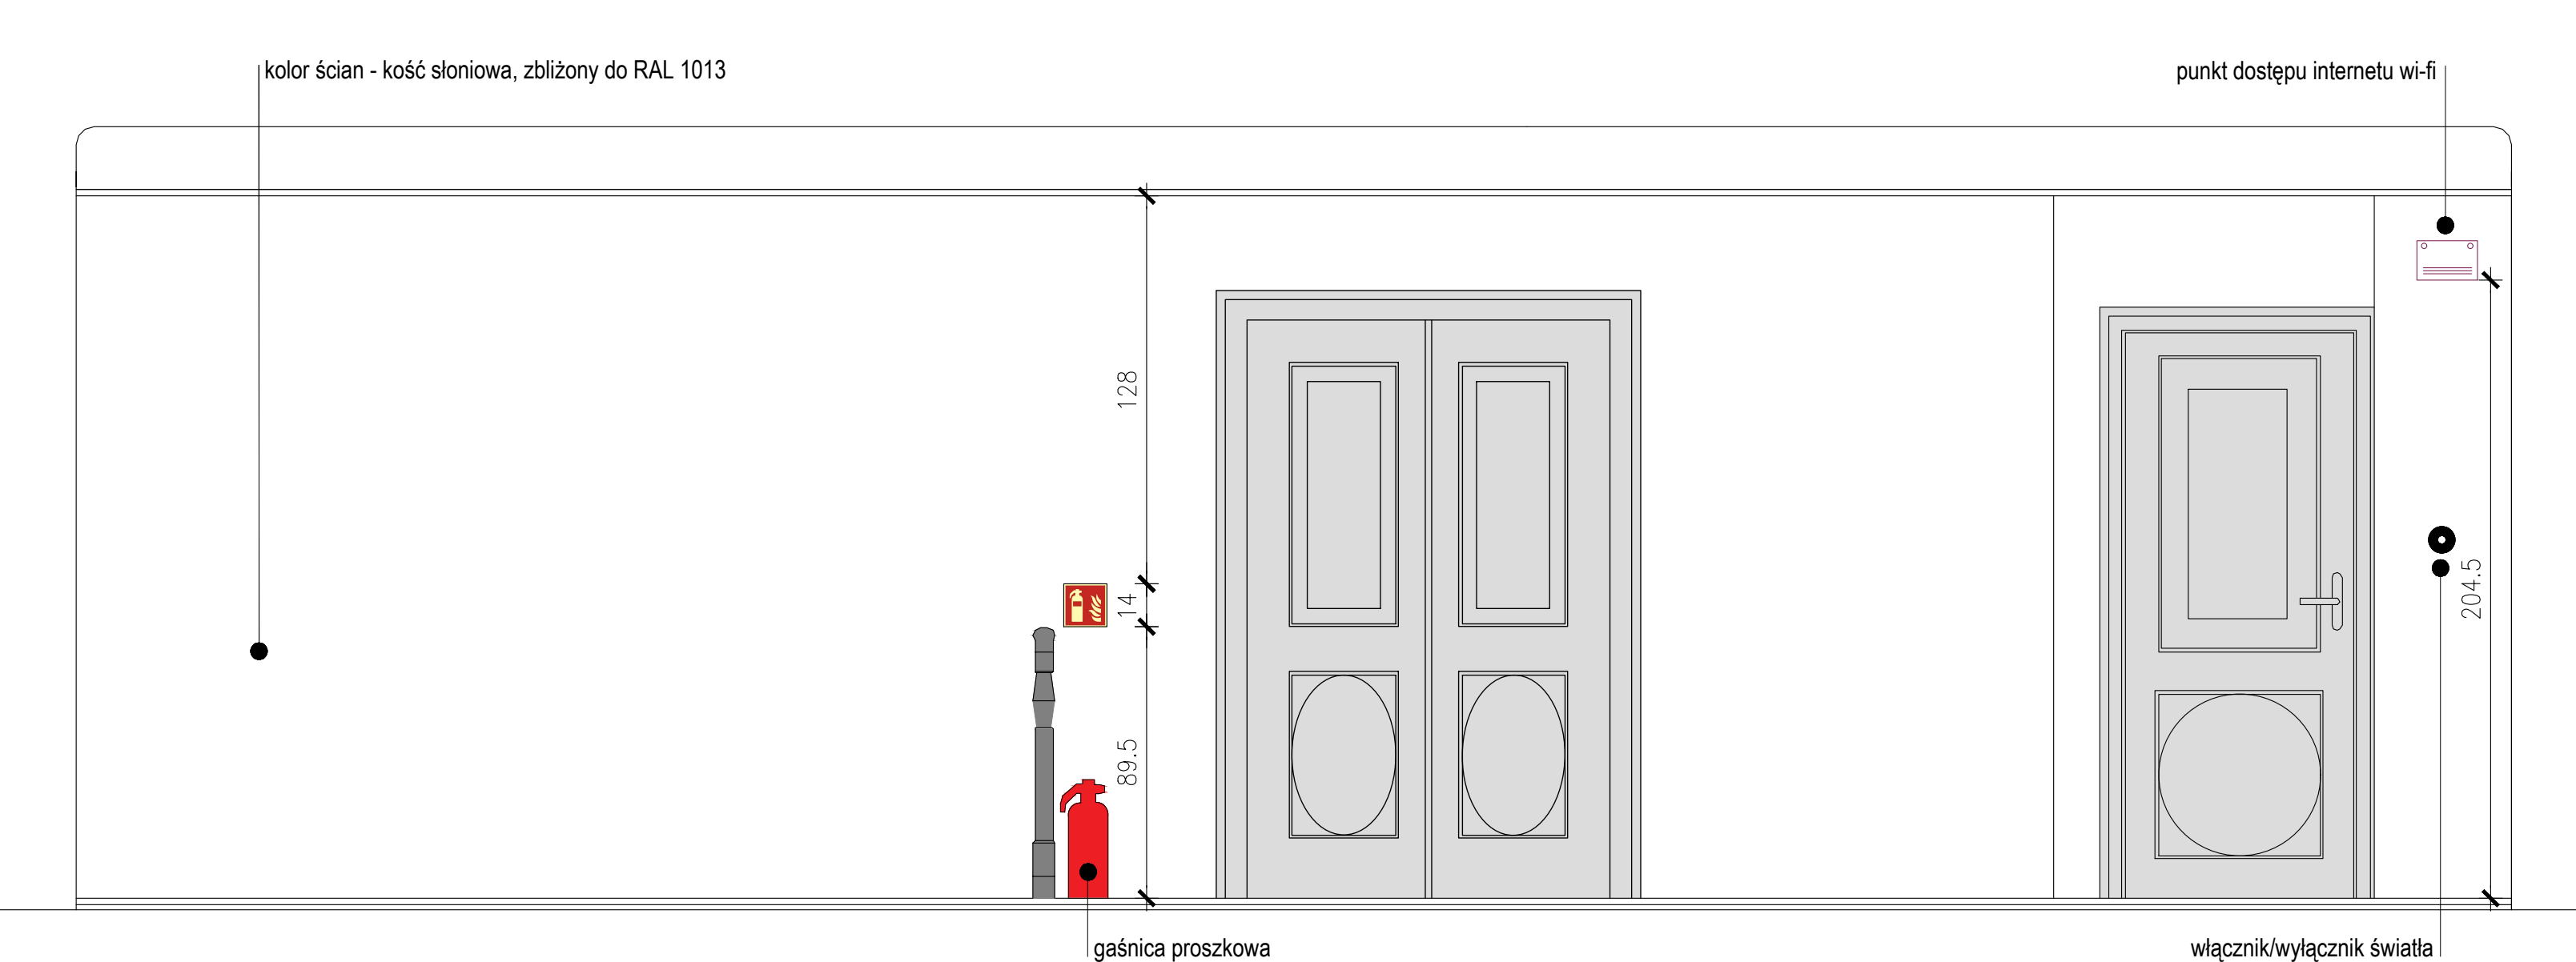 kolor ścian - kość słoniowa, zbliżony do RAL 1013
punkt dostępu internetu wi-fi
128
14
204.5
89.5
gaśnica proszkowa
włącznik/wyłącznik światła